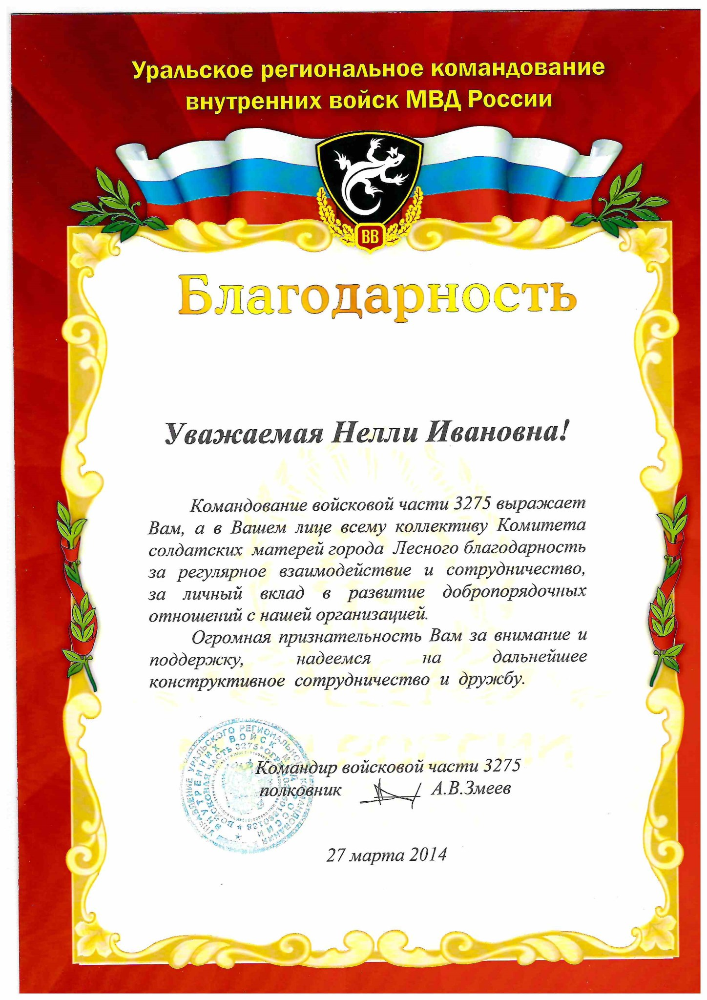 Уральское региональное командование
внутренних войск МВД России
ВВ
Благодарность
Уважаемая Нелли Ивановна!
Командование войсковой части 3275 выражает
Вам, а в Вашем лице всему коллективу Комитета
солдатских матерей города Лесного благодарность
за регулярное взаимодействие и сотрудничество,
за личный вклад в развитие добропорядочных
отношений с нашей организацией.
Огромная признательность Вам за внимание и
поддержку, надеемся на дальнейшее
конструктивное сотрудничество и дружбу.
УПРАВЛЕНИЕ УРАЛЬСКОГО РЕГИОНАЛЬНОГО КОМАНДОВАНИЯ
ВНУТРЕННИХ ВОЙСК МВД РОССИИ
ВОЙСКОВАЯ ЧАСТЬ 3275
Командир войсковой части 3275
полковник А.В.Змеев
27 марта 2014